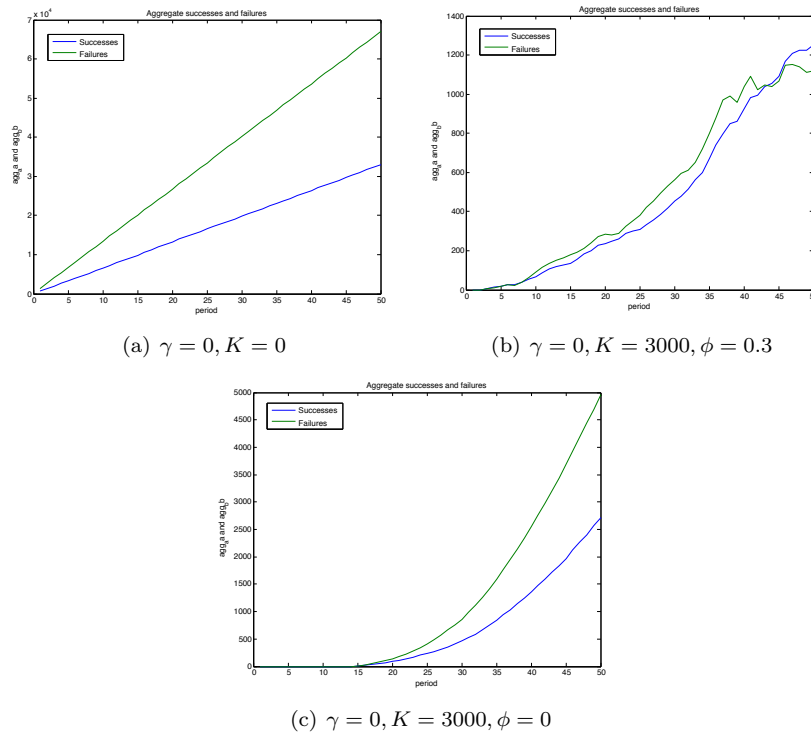 Aggregate successes and failures
7 x 10^4
Successes
Failures
6
5
4
3
2
1
0
agg_a a and agg_b b
0 5 10 15 20 25 30 35 40 45 50
period
(a) γ = 0, K = 0
Aggregate successes and failures
1400
Successes
Failures
1200
1000
800
600
400
200
0
agg_a a and agg_b b
0 5 10 15 20 25 30 35 40 45 50
period
(b) γ = 0, K = 3000, ϕ = 0.3
Aggregate successes and failures
5000
Successes
Failures
4500
4000
3500
3000
2500
2000
1500
1000
500
0
agg_a a and agg_b b
0 5 10 15 20 25 30 35 40 45 50
period
(c) γ = 0, K = 3000, ϕ = 0